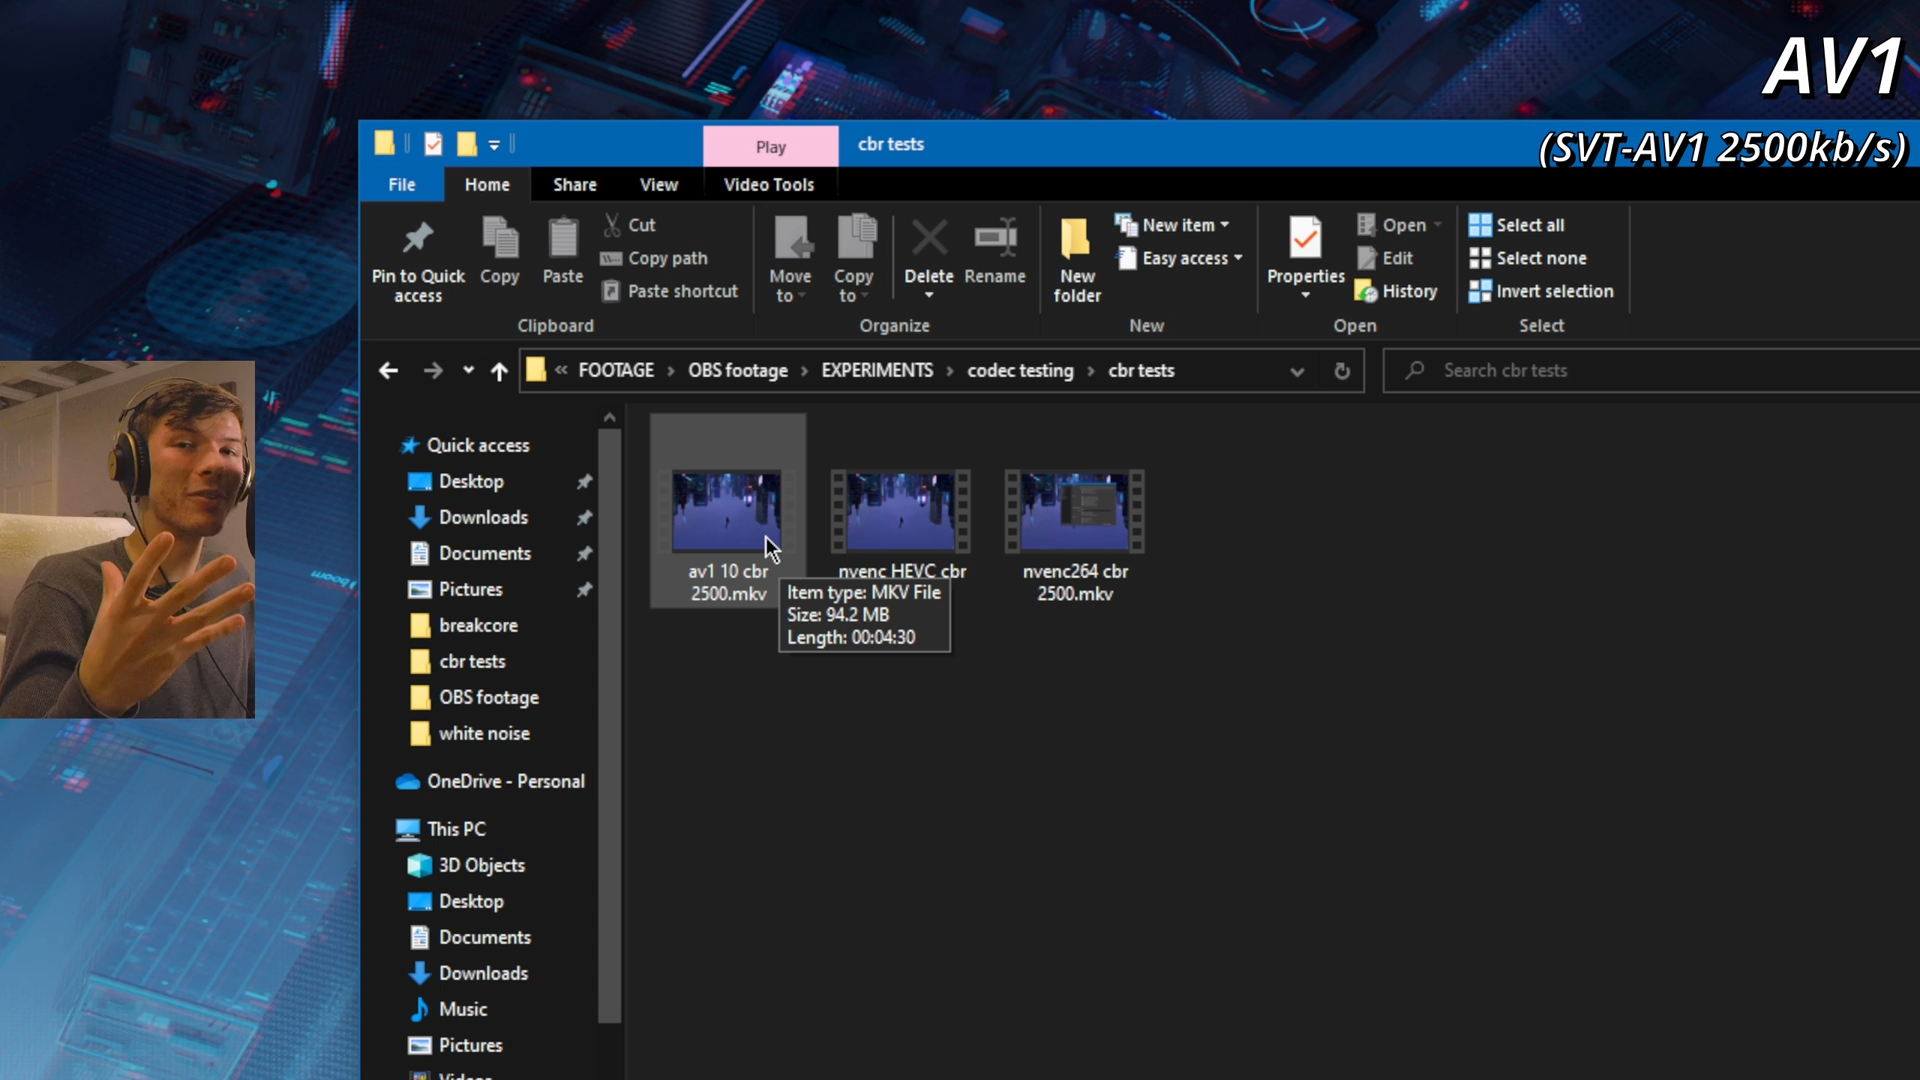 AV1
(SVT-AV1 2500kb/s)
Play
cbr tests
File
Home
Share
View
Video Tools
Pin to Quick
access
Copy
Paste
Cut
Copy path
Paste shortcut
Clipboard
Move
to
Copy
to
Delete
Rename
Organize
New
folder
New item
Easy access
New
Properties
Open
Edit
History
Open
Select all
Select none
Invert selection
Select
« FOOTAGE › OBS footage › EXPERIMENTS › codec testing › cbr tests
Search cbr tests
Quick access
Desktop
Downloads
Documents
Pictures
breakcore
cbr tests
OBS footage
white noise
OneDrive - Personal
This PC
3D Objects
Desktop
Documents
Downloads
Music
Pictures
Videos
av1 10 cbr
2500.mkv
nvenc HEVC cbr
nvenc264 cbr
2500.mkv
Item type: MKV File
Size: 94.2 MB
Length: 00:04:30